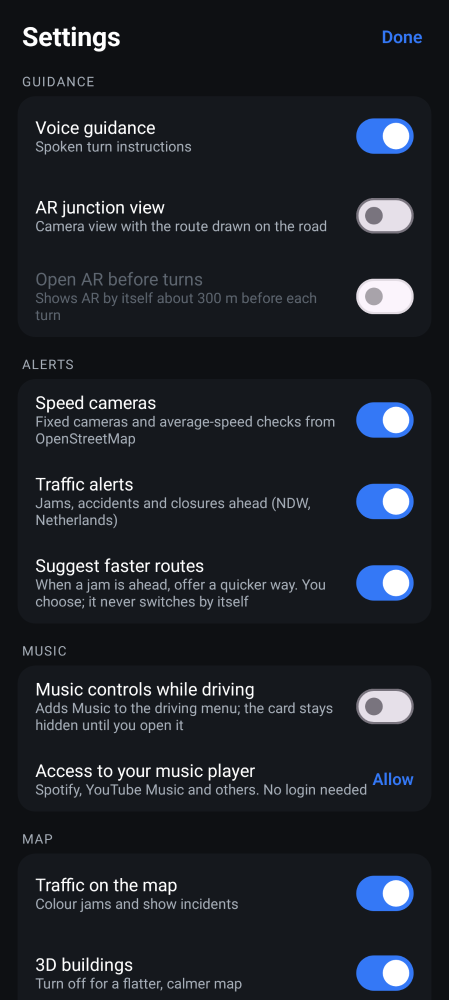 Settings
Done
GUIDANCE
Voice guidance
Spoken turn instructions
AR junction view
Camera view with the route drawn on the road
Open AR before turns
Shows AR by itself about 300 m before each
turn
ALERTS
Speed cameras
Fixed cameras and average-speed checks from
OpenStreetMap
Traffic alerts
Jams, accidents and closures ahead (NDW,
Netherlands)
Suggest faster routes
When a jam is ahead, offer a quicker way. You
choose; it never switches by itself
MUSIC
Music controls while driving
Adds Music to the driving menu; the card stays
hidden until you open it
Access to your music player
Spotify, YouTube Music and others. No login needed
Allow
MAP
Traffic on the map
Colour jams and show incidents
3D buildings
Turn off for a flatter, calmer map